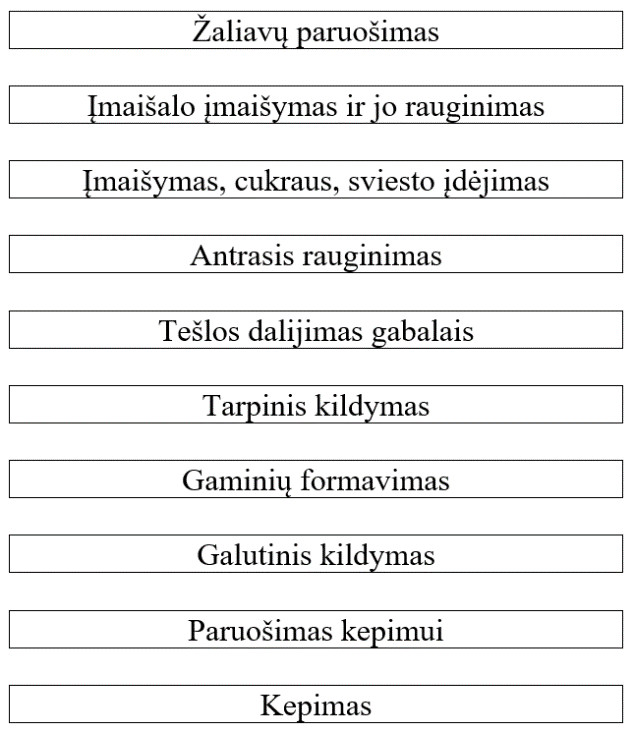 Žaliavų paruošimas
Įmaišalo įmaišymas ir jo rauginimas
Įmaišymas, cukraus, sviesto įdėjimas
Antrasis rauginimas
Tešlos dalijimas gabalais
Tarpinis kildymas
Gaminių formavimas
Galutinis kildymas
Paruošimas kepimui
Kepimas